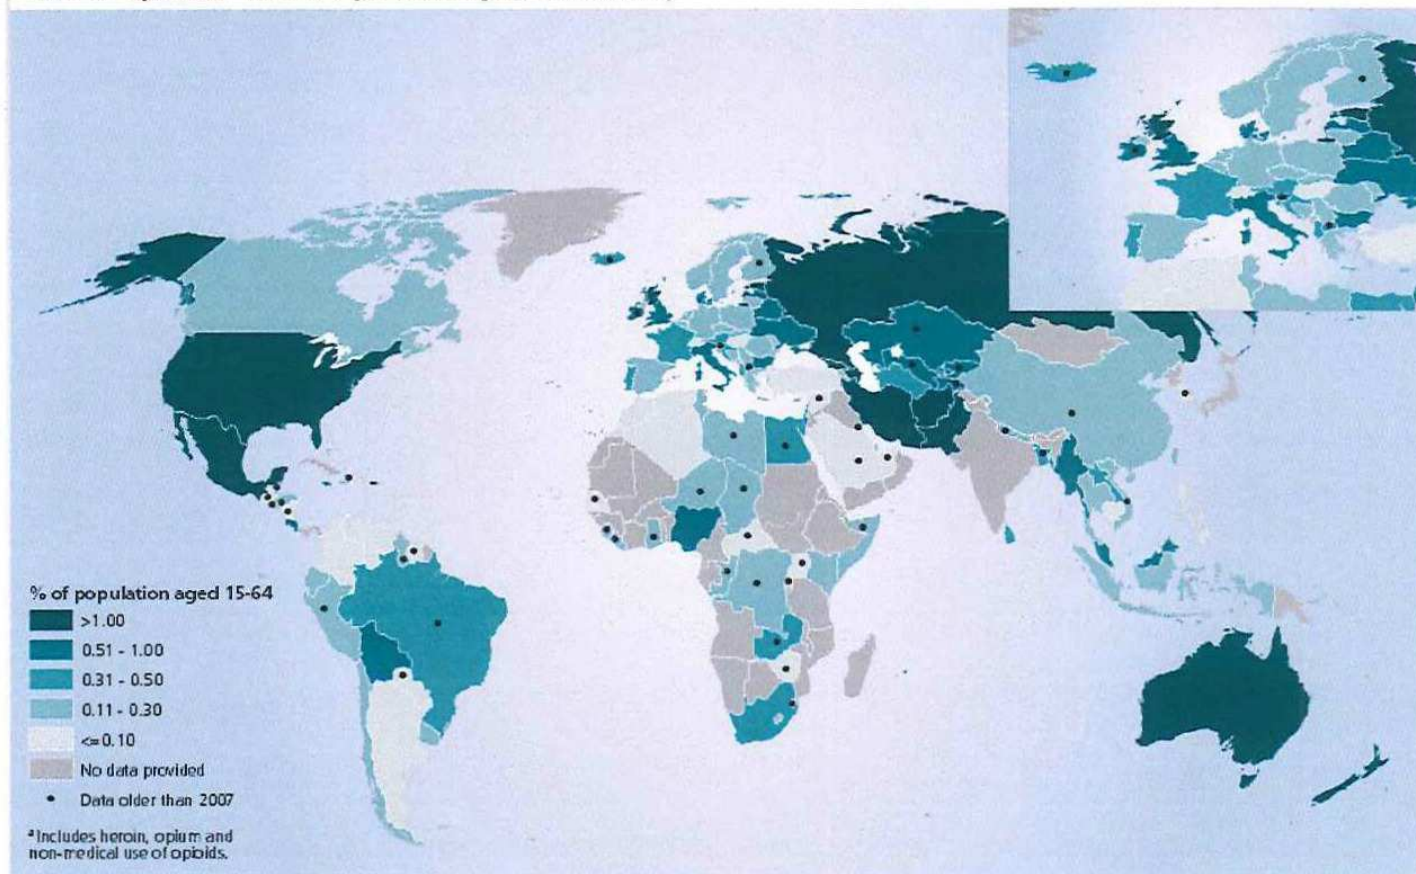 % of population aged 15-64
>1.00
0.51 - 1.00
0.31 - 0.50
0.11 - 0.30
<=0.10
No data provided
• Data older than 2007
ª Includes heroin, opium and
non-medical use of opioids.